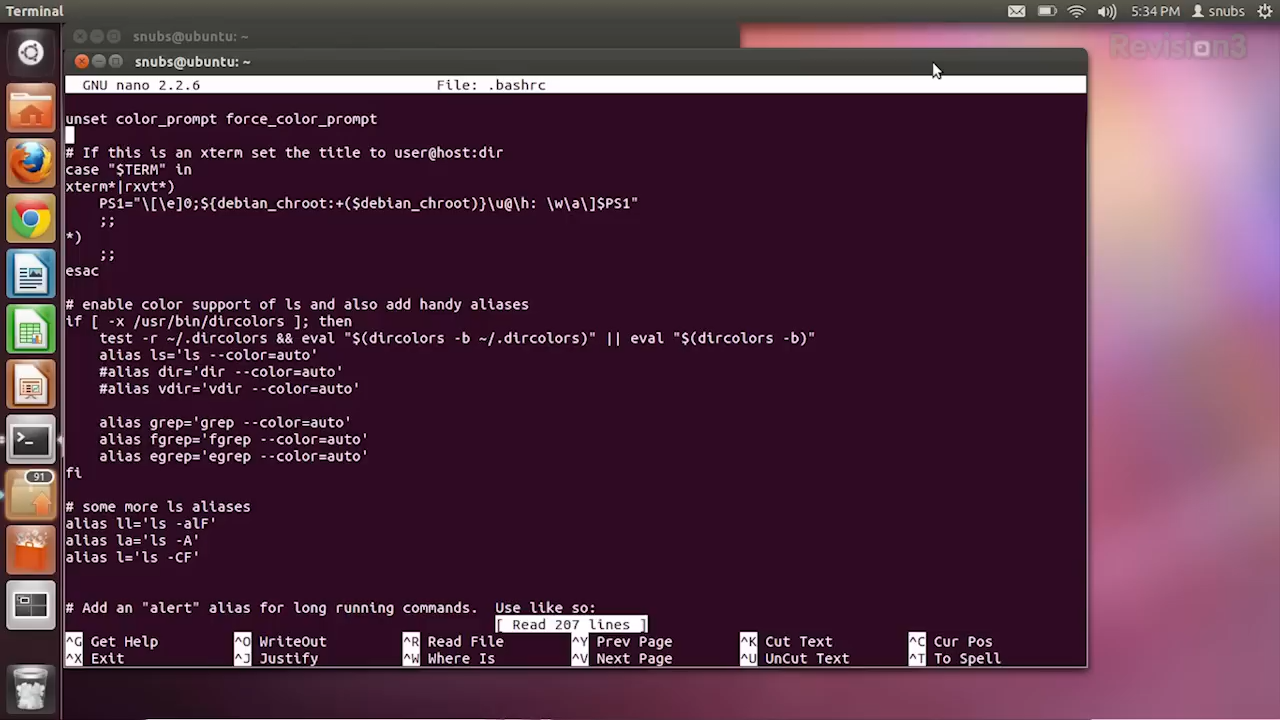 Terminal
5:34 PM
snubs
snubs@ubuntu: ~
Revision3
snubs@ubuntu: ~
GNU nano 2.2.6 File: .bashrc
unset color_prompt force_color_prompt
# If this is an xterm set the title to user@host:dir
case "$TERM" in
xterm*|rxvt*)
    PS1="\[\e]0;${debian_chroot:+($debian_chroot)}\u@\h: \w\a\]$PS1"
    ;;
*)
    ;;
esac
# enable color support of ls and also add handy aliases
if [ -x /usr/bin/dircolors ]; then
    test -r ~/.dircolors && eval "$(dircolors -b ~/.dircolors)" || eval "$(dircolors -b)"
    alias ls='ls --color=auto'
    #alias dir='dir --color=auto'
    #alias vdir='vdir --color=auto'
    alias grep='grep --color=auto'
    alias fgrep='fgrep --color=auto'
    alias egrep='egrep --color=auto'
fi
91
# some more ls aliases
alias ll='ls -alF'
alias la='ls -A'
alias l='ls -CF'
# Add an "alert" alias for long running commands.  Use like so:
[ Read 207 lines ]
^G Get Help ^O WriteOut ^R Read File ^Y Prev Page ^K Cut Text ^C Cur Pos
^X Exit ^J Justify ^W Where Is ^V Next Page ^U UnCut Text ^T To Spell